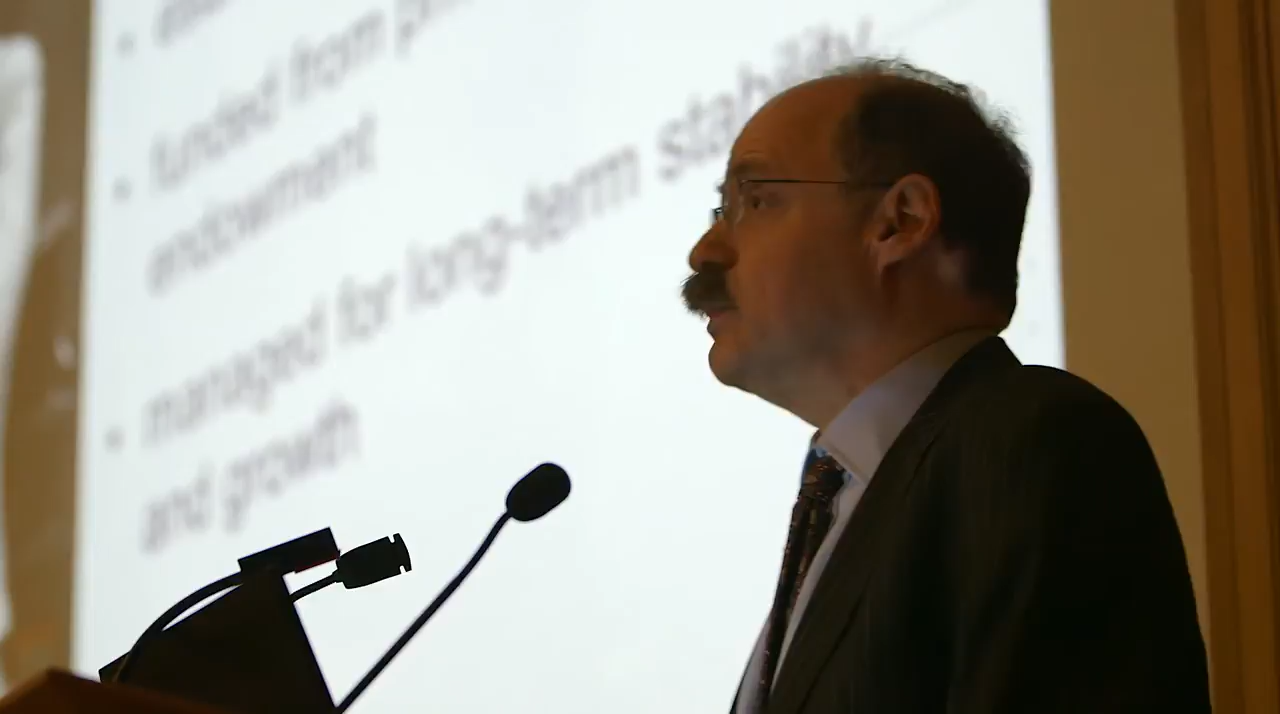 • funded from
endowment
• managed for long-term stability
and growth